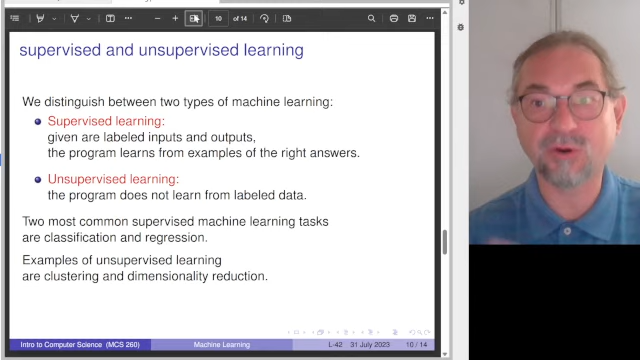 10 of 14
supervised and unsupervised learning
We distinguish between two types of machine learning:
Supervised learning:
given are labeled inputs and outputs,
the program learns from examples of the right answers.
Unsupervised learning:
the program does not learn from labeled data.
Two most common supervised machine learning tasks
are classification and regression.
Examples of unsupervised learning
are clustering and dimensionality reduction.
Intro to Computer Science (MCS 260) Machine Learning L-42 31 July 2023 10 / 14